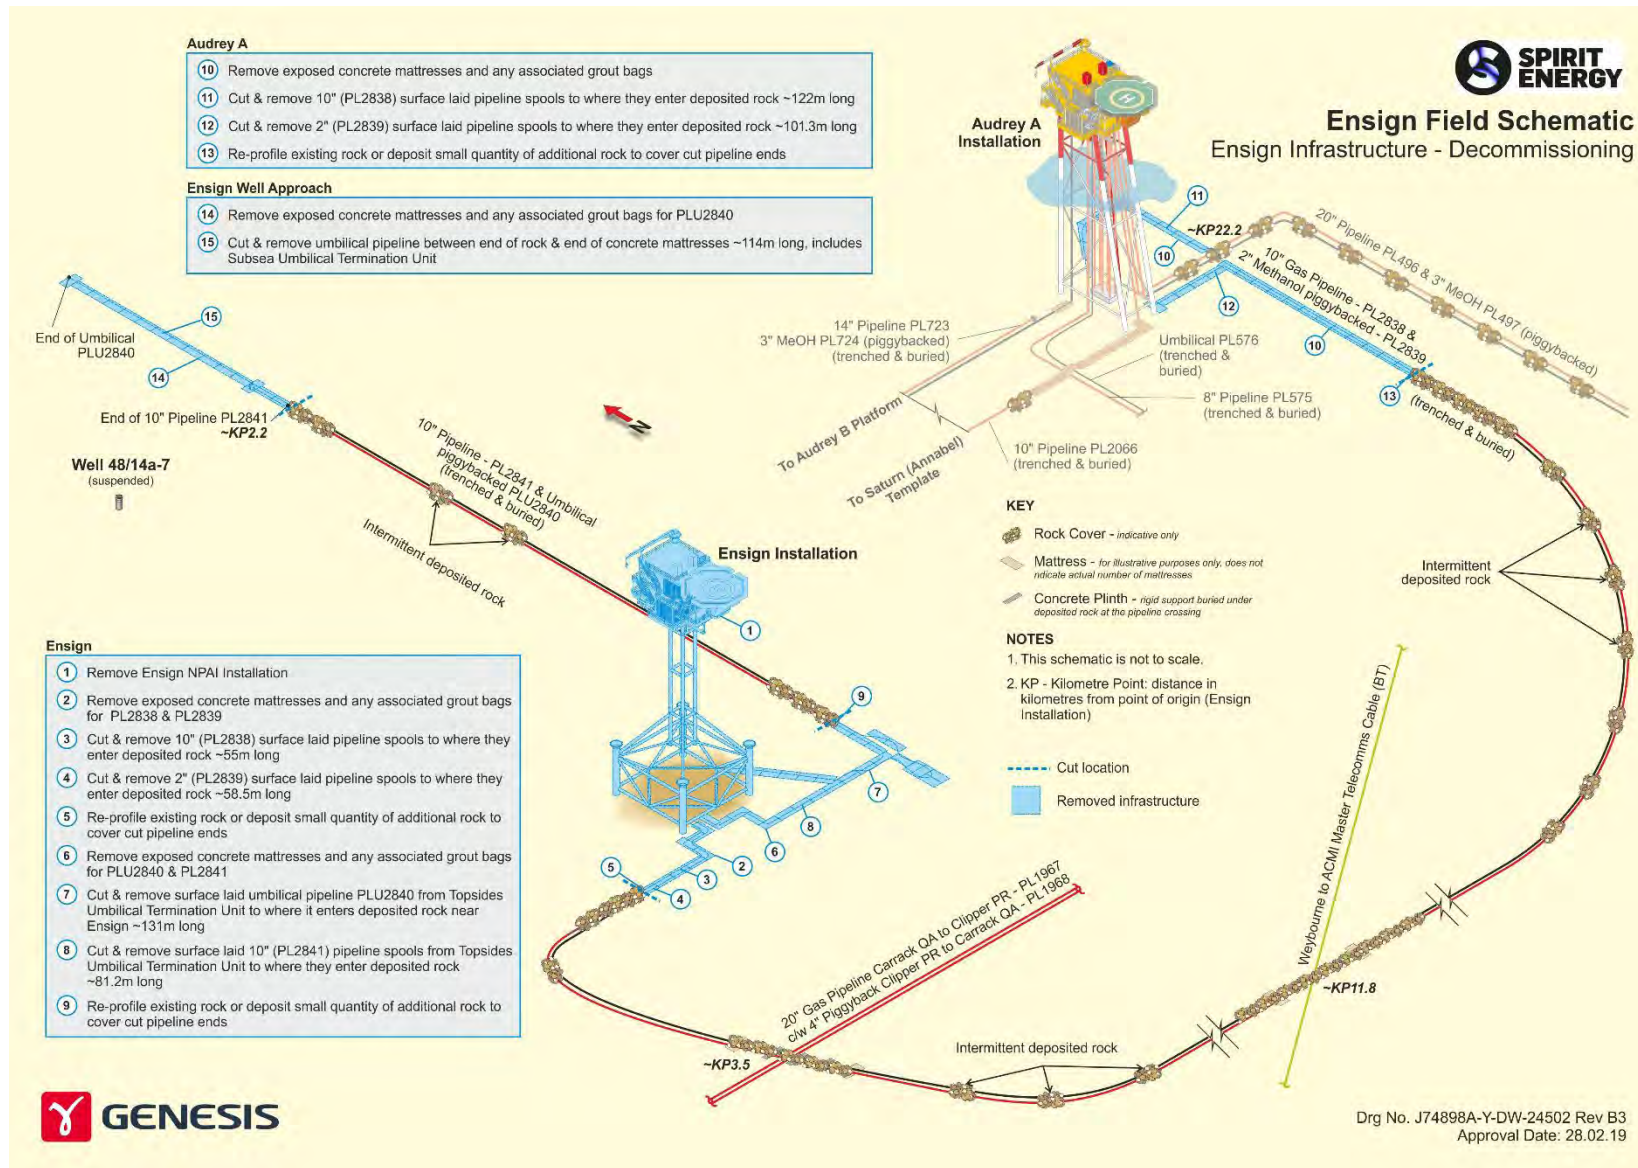 Audrey A
10 Remove exposed concrete mattresses and any associated grout bags
11 Cut & remove 10" (PL2838) surface laid pipeline spools to where they enter deposited rock ~122m long
12 Cut & remove 2" (PL2839) surface laid pipeline spools to where they enter deposited rock ~101.3m long
13 Re-profile existing rock or deposit small quantity of additional rock to cover cut pipeline ends
Ensign Well Approach
14 Remove exposed concrete mattresses and any associated grout bags for PLU2840
15 Cut & remove umbilical pipeline between end of rock & end of concrete mattresses ~114m long, includes
Subsea Umbilical Termination Unit
SPIRIT
ENERGY
Ensign Field Schematic
Ensign Infrastructure - Decommissioning
Audrey A
Installation
H
11
~KP22.2
10
12
20" Pipeline PL496 & 3" MeOH PL497 (piggybacked)
10" Gas Pipeline - PL2838 &
2" Methanol piggybacked - PL2839
10
13
(trenched & buried)
14" Pipeline PL723
3" MeOH PL724 (piggybacked)
(trenched & buried)
Umbilical PL576
(trenched &
buried)
8" Pipeline PL575
(trenched & buried)
10" Pipeline PL2066
(trenched & buried)
To Audrey B Platform
To Saturn (Annabel)
Template
15
End of Umbilical
PLU2840
14
End of 10" Pipeline PL2841
~KP2.2
Well 48/14a-7
(suspended)
N
10" Pipeline - PL2841 & Umbilical
piggybacked PLU2840
(trenched & buried)
Intermittent deposited rock
Ensign Installation
1
9
7
8
6
2
3
4
5
KEY
Rock Cover - indicative only
Mattress - for illustrative purposes only, does not
ndicate actual number of mattresses
Concrete Plinth - rigid support buried under
deposited rock at the pipeline crossing
NOTES
1. This schematic is not to scale.
2. KP - Kilometre Point: distance in
kilometres from point of origin (Ensign
Installation)
Cut location
Removed infrastructure
Intermittent
deposited rock
Weybourne to ACMI Master Telecomms Cable (BT)
~KP11.8
Ensign
1 Remove Ensign NPAI Installation
2 Remove exposed concrete mattresses and any associated grout bags
for PL2838 & PL2839
3 Cut & remove 10" (PL2838) surface laid pipeline spools to where they
enter deposited rock ~55m long
4 Cut & remove 2" (PL2839) surface laid pipeline spools to where they
enter deposited rock ~58.5m long
5 Re-profile existing rock or deposit small quantity of additional rock to
cover cut pipeline ends
6 Remove exposed concrete mattresses and any associated grout bags
for PLU2840 & PL2841
7 Cut & remove surface laid umbilical pipeline PLU2840 from Topsides
Umbilical Termination Unit to where it enters deposited rock near
Ensign ~131m long
8 Cut & remove surface laid 10" (PL2841) pipeline spools from Topsides
Umbilical Termination Unit to where they enter deposited rock
~81.2m long
9 Re-profile existing rock or deposit small quantity of additional rock to
cover cut pipeline ends
20" Gas Pipeline Carrack QA to Clipper PR - PL1967
c/w 4" Piggyback Clipper PR to Carrack QA - PL1968
~KP3.5
Intermittent deposited rock
GENESIS
Drg No. J74898A-Y-DW-24502 Rev B3
Approval Date: 28.02.19